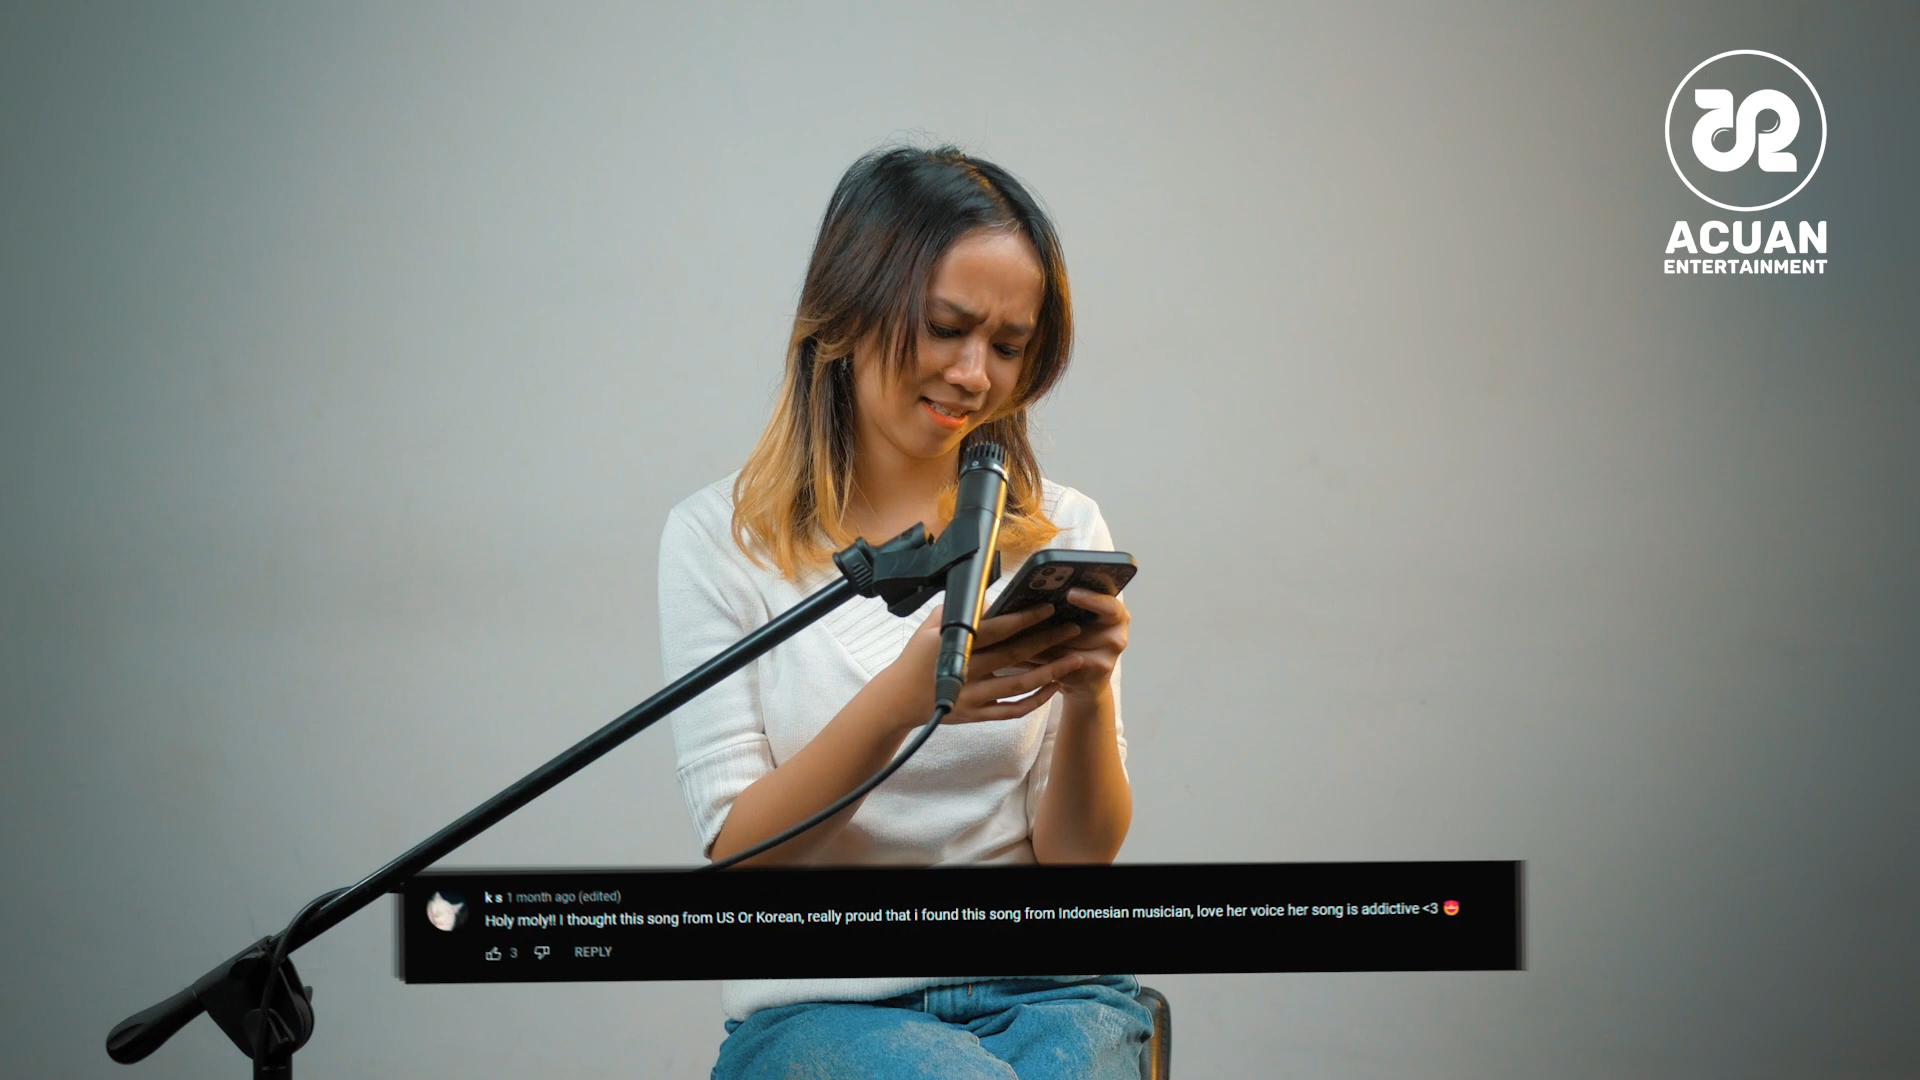 ACUAN
ENTERTAINMENT
k s 1 month ago (edited)
Holy moly!! I thought this song from US Or Korean, really proud that i found this song from Indonesian musician, love her voice her song is addictive <3 😍
3 REPLY